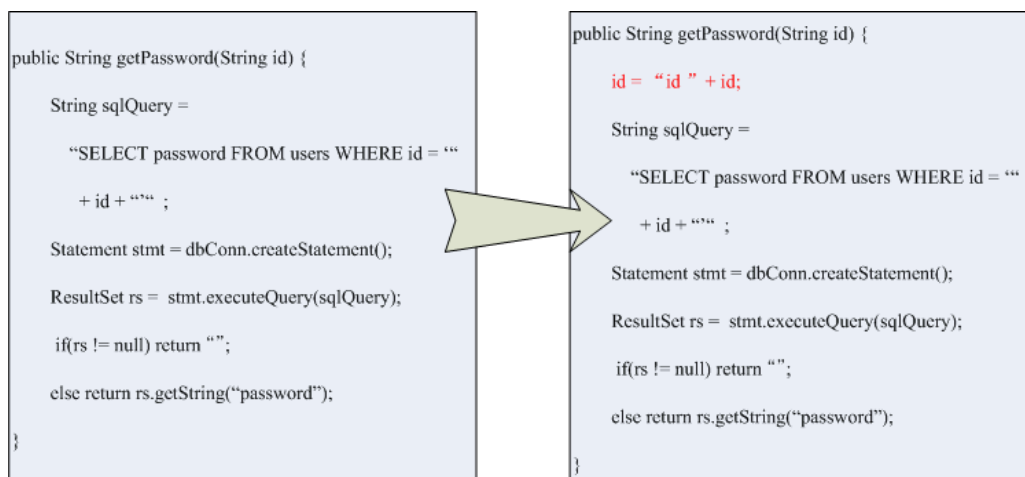 public String getPassword(String id) {
String sqlQuery =
“SELECT password FROM users WHERE id = ‘“
+ id + “’“ ;
Statement stmt = dbConn.createStatement();
ResultSet rs = stmt.executeQuery(sqlQuery);
if(rs != null) return “”;
else return rs.getString(“password”);
}
public String getPassword(String id) {
id = “id ” + id;
String sqlQuery =
“SELECT password FROM users WHERE id = ‘“
+ id + “’“ ;
Statement stmt = dbConn.createStatement();
ResultSet rs = stmt.executeQuery(sqlQuery);
if(rs != null) return “”;
else return rs.getString(“password”);
}